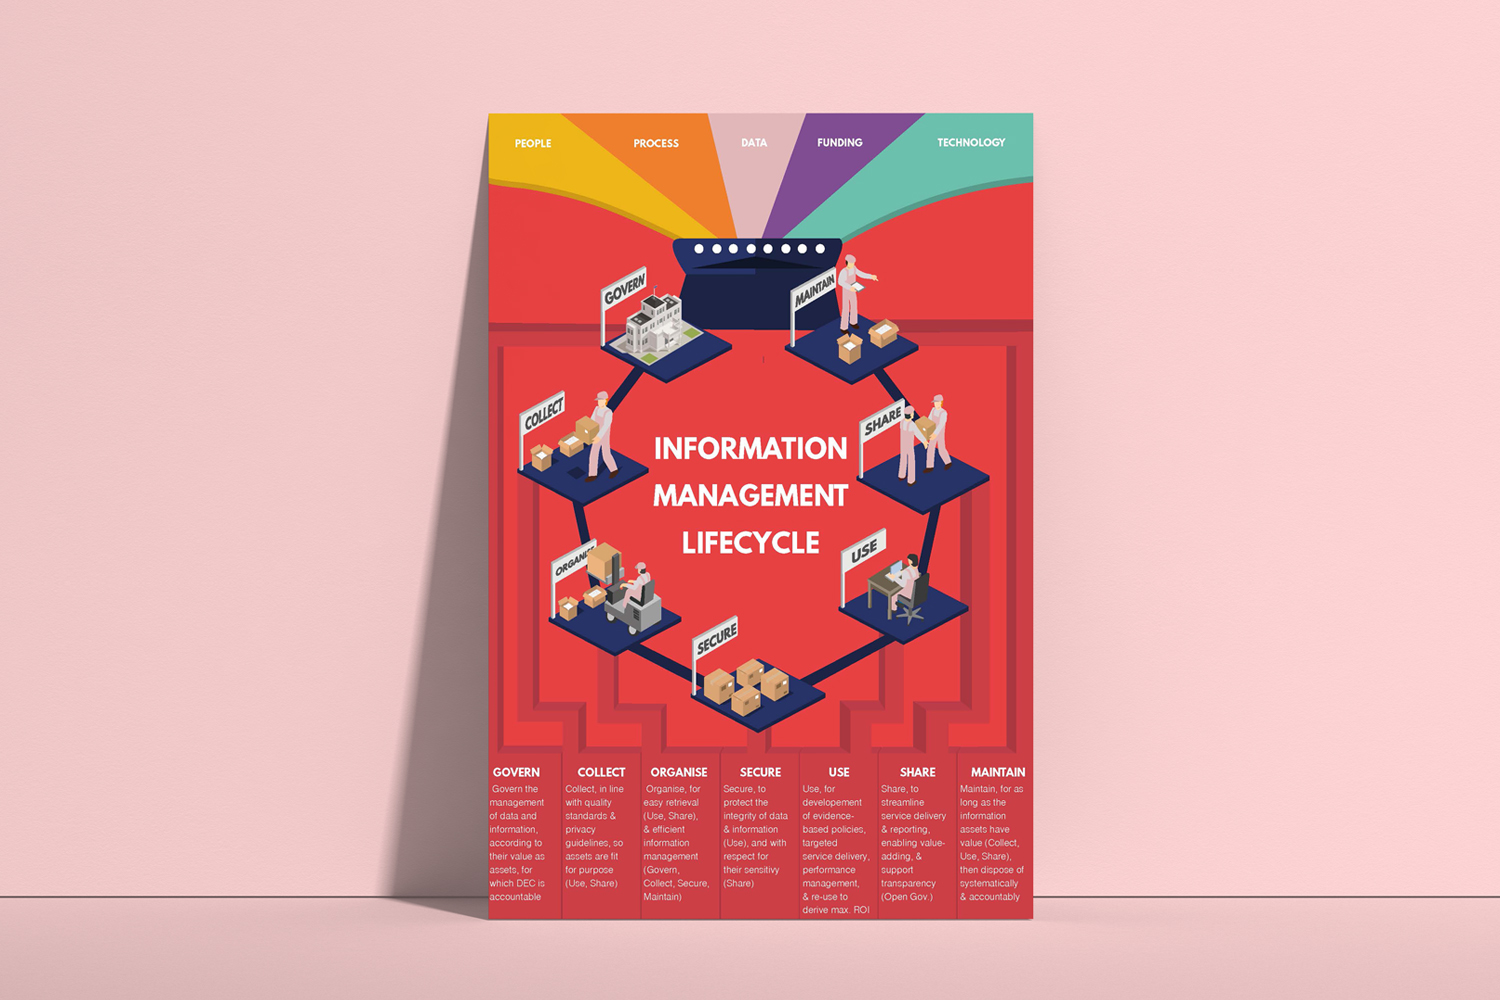 PEOPLE PROCESS DATA FUNDING TECHNOLOGY
GOVERN
MAINTAIN
COLLECT
SHARE
INFORMATION
MANAGEMENT
LIFECYCLE
ORGANISE
USE
SECURE
GOVERN
Govern the
management
of data and
information,
according to
their value as
assets, for
which DEC is
accountable
COLLECT
Collect, in line
with quality
standards &
privacy
guidelines, so
assets are fit
for purpose
(Use, Share)
ORGANISE
Organise, for
easy retrieval
(Use, Share),
& efficient
information
management
(Govern,
Collect, Secure,
Maintain)
SECURE
Secure, to
protect the
integrity of data
& information
(Use), and with
respect for
their sensitivy
(Share)
USE
Use, for
developement
of evidence-
based policies,
targeted
service delivery,
performance
management,
& re-use to
derive max. ROI
SHARE
Share, to
streamline
service delivery
& reporting,
enabling value-
adding, &
support
transparency
(Open Gov.)
MAINTAIN
Maintain, for as
long as the
information
assets have
value (Collect,
Use, Share),
then dispose of
systematically
& accountably